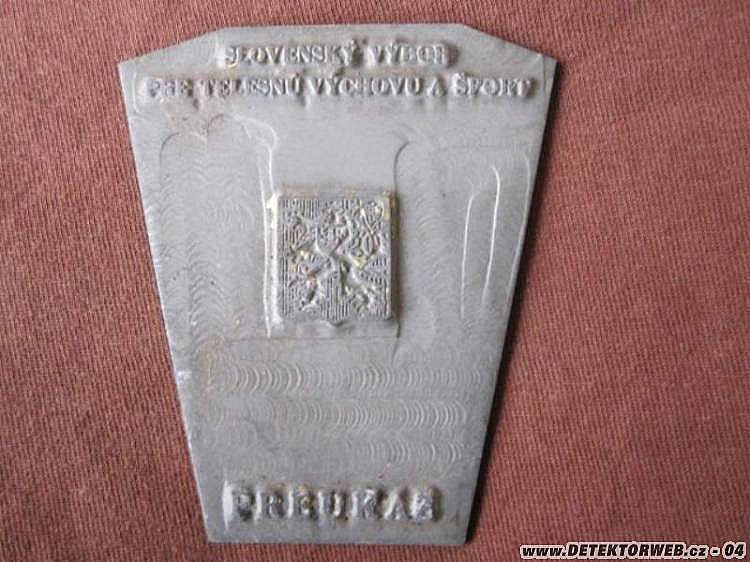 SLOVENSKÝ VÝBOR
PRE TELESNÚ VÝCHOVU A ŠPORT
PREUKAZ
www.DETEKTORWEB.cz - 04